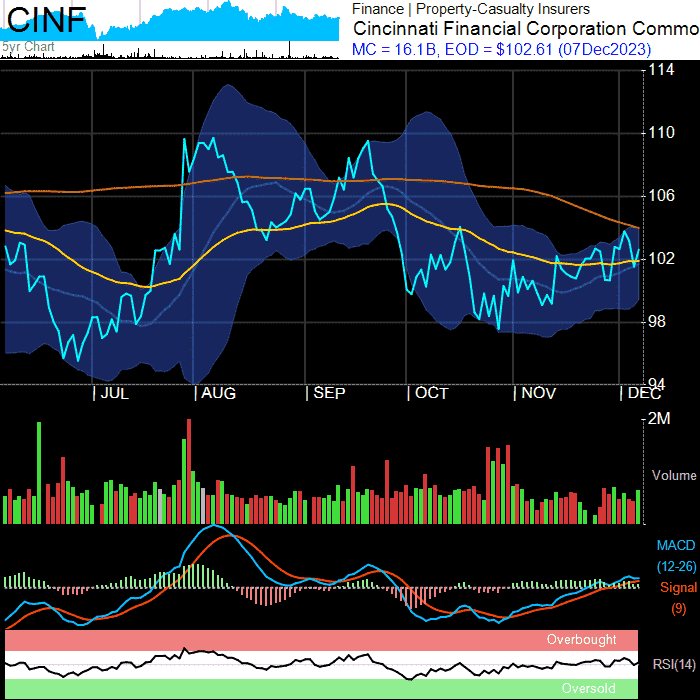 CINF
5yr Chart
Finance | Property-Casualty Insurers
Cincinnati Financial Corporation Commo
MC = 16.1B, EOD = $102.61 (07Dec2023)
114
110
106
102
98
94
JUL
AUG
SEP
OCT
NOV
DEC
2M
Volume
MACD
(12-26)
Signal
(9)
Overbought
RSI(14)
Oversold